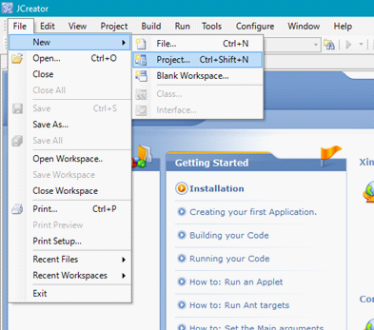 JCreator
File Edit View Project Build Run Tools Configure Window Help
New
File... Ctrl+N
Open... Ctrl+O
Project... Ctrl+Shift+N
Close
Blank Workspace...
Close All
Class...
Save Ctrl+S
Interface...
Save As...
Save All
Open Workspace..
Save Workspace
Close Workspace
Print... Ctrl+P
Print Preview
Print Setup...
Recent Files
Recent Workspaces
Exit
Getting Started
Installation
Creating your first Application.
Building your Code
Running your Code
How to: Run an Applet
How to: Run Ant targets
How to: Set the Main arguments
Xin
Co